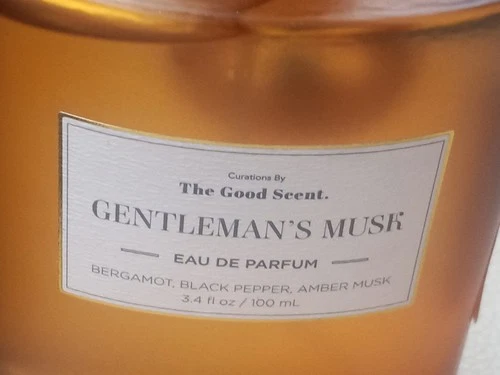 Curations By
The Good Scent.
GENTLEMAN'S MUSK
EAU DE PARFUM
BERGAMOT, BLACK PEPPER, AMBER MUSK
3.4 fl oz / 100 mL